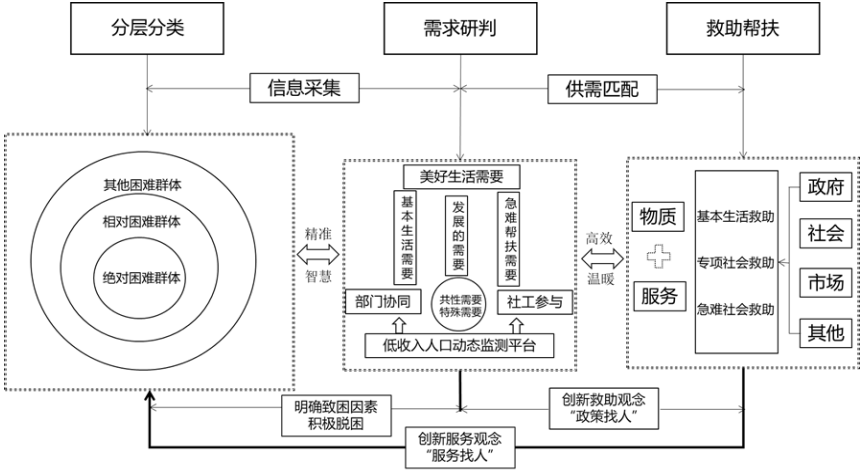 分层分类
需求研判
救助帮扶
信息采集
供需匹配
其他困难群体
相对困难群体
绝对困难群体
精准
智慧
美好生活需要
基本生活需要
发展的需要
急难帮扶需要
部门协同
共性需要
特殊需要
社工参与
低收入人口动态监测平台
高效
温暖
物质
服务
基本生活救助
专项社会救助
急难社会救助
政府
社会
市场
其他
明确致困因素
积极脱困
创新救助观念
“政策找人”
创新服务观念
“服务找人”